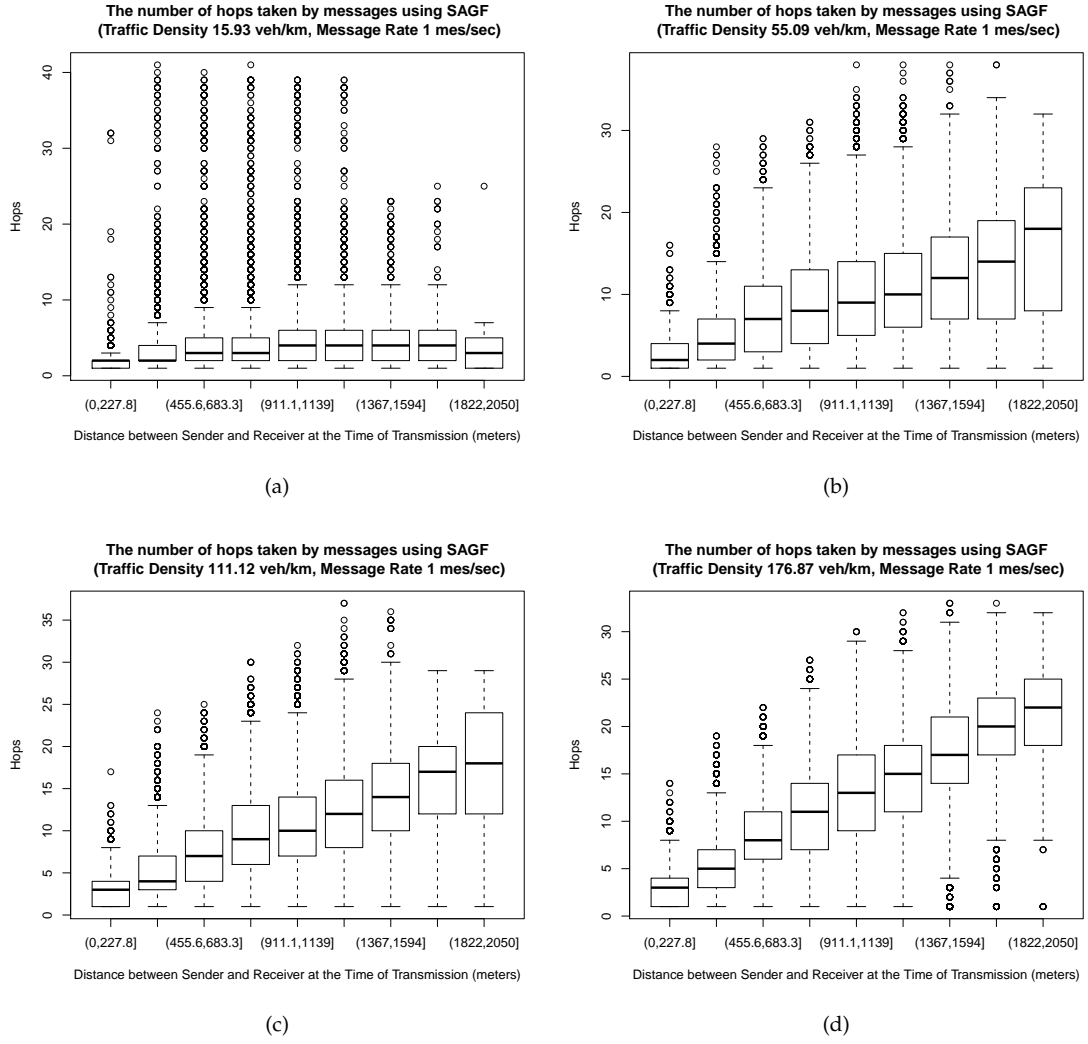 The number of hops taken by messages using SAGF
(Traffic Density 15.93 veh/km, Message Rate 1 mes/sec)
Hops
40
30
20
10
0
(0,227.8]
(455.6,683.3]
(911.1,1139]
(1367,1594]
(1822,2050]
Distance between Sender and Receiver at the Time of Transmission (meters)
(a)
The number of hops taken by messages using SAGF
(Traffic Density 55.09 veh/km, Message Rate 1 mes/sec)
Hops
30
20
10
0
(0,227.8]
(455.6,683.3]
(911.1,1139]
(1367,1594]
(1822,2050]
Distance between Sender and Receiver at the Time of Transmission (meters)
(b)
The number of hops taken by messages using SAGF
(Traffic Density 111.12 veh/km, Message Rate 1 mes/sec)
Hops
35
30
25
20
15
10
5
0
(0,227.8]
(455.6,683.3]
(911.1,1139]
(1367,1594]
(1822,2050]
Distance between Sender and Receiver at the Time of Transmission (meters)
(c)
The number of hops taken by messages using SAGF
(Traffic Density 176.87 veh/km, Message Rate 1 mes/sec)
Hops
30
25
20
15
10
5
0
(0,227.8]
(455.6,683.3]
(911.1,1139]
(1367,1594]
(1822,2050]
Distance between Sender and Receiver at the Time of Transmission (meters)
(d)